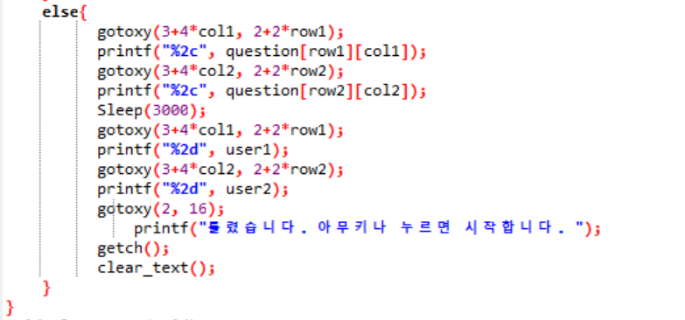 else{
gotoxy(3+4*col1, 2+2*row1);
printf("%2c", question[row1][col1]);
gotoxy(3+4*col2, 2+2*row2);
printf("%2c", question[row2][col2]);
Sleep(3000);
gotoxy(3+4*col1, 2+2*row1);
printf("%2d", user1);
gotoxy(3+4*col2, 2+2*row2);
printf("%2d", user2);
gotoxy(2, 16);
printf("틀렸습니다. 아무키나 누르면 시작합니다. ");
getch();
clear_text();
}
}